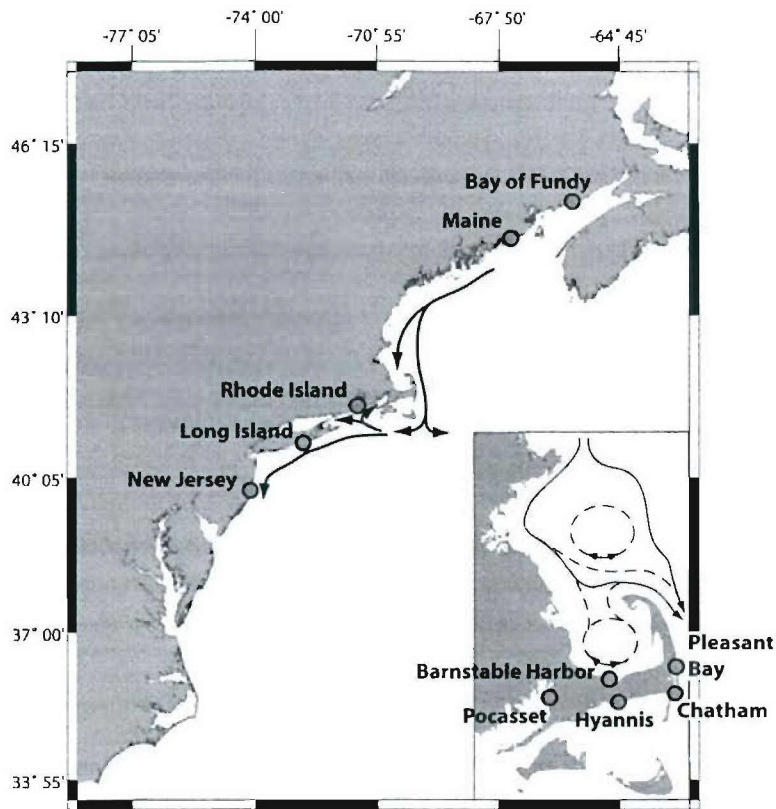 -74° 00'
-67° 50'
-77° 05'
-70° 55'
-64° 45'
46° 15'
Bay of Fundy
Maine
43° 10'
Rhode Island
Long Island
40° 05'
New Jersey
37° 00'
Pleasant
Bay
Barnstable Harbor
Pocasset
Hyannis
Chatham
33° 55'